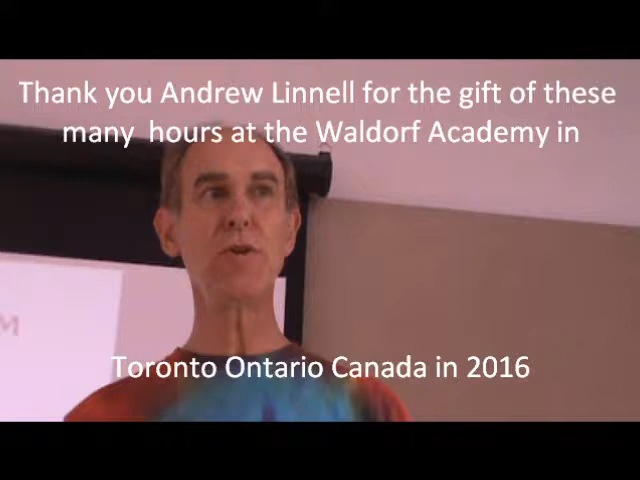 Thank you Andrew Linnell for the gift of these
many  hours at the Waldorf Academy in
M
Toronto Ontario Canada in 2016